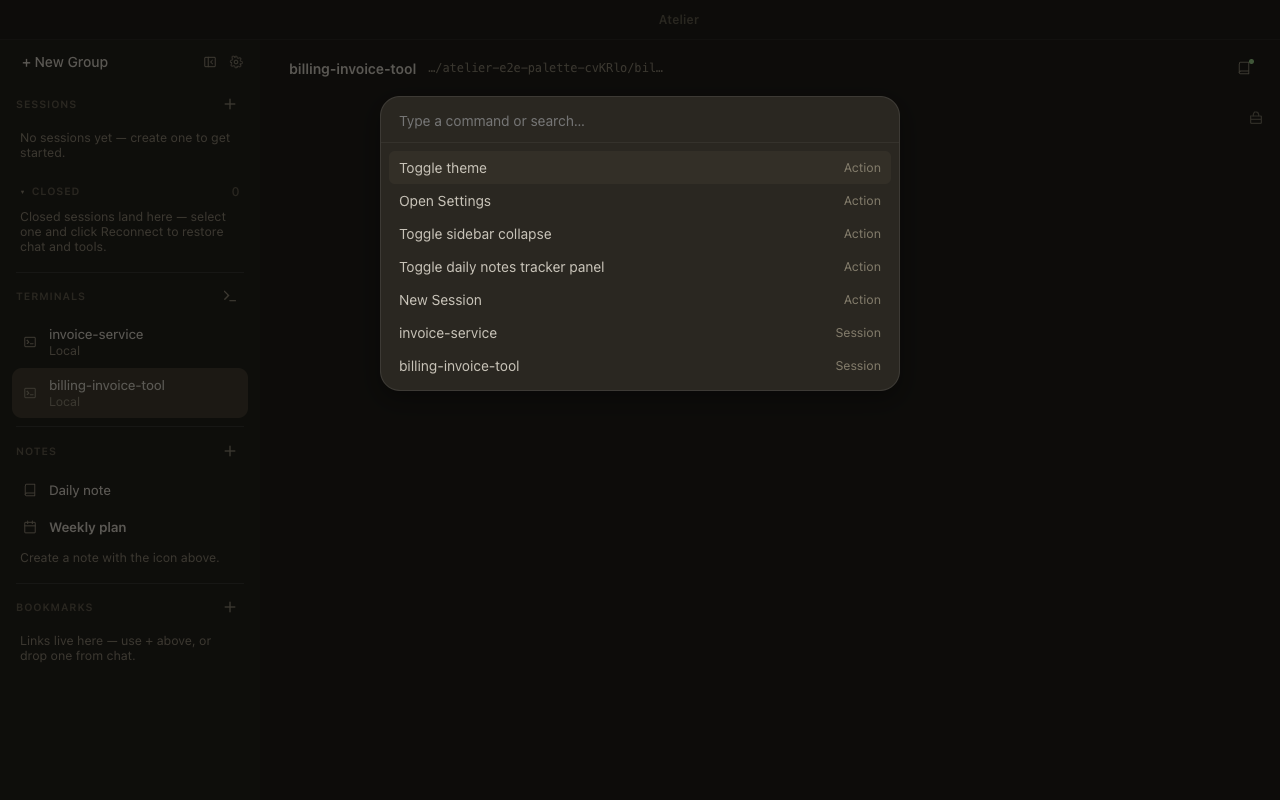 Atelier
+ New Group
SESSIONS
No sessions yet — create one to get
started.
• CLOSED 0
Closed sessions land here — select
one and click Reconnect to restore
chat and tools.
TERMINALS
invoice-service
Local
billing-invoice-tool
Local
NOTES
Daily note
Weekly plan
Create a note with the icon above.
BOOKMARKS
Links live here — use + above, or
drop one from chat.
billing-invoice-tool …/atelier-e2e-palette-cvKRlo/bil…
Type a command or search...
Toggle theme Action
Open Settings Action
Toggle sidebar collapse Action
Toggle daily notes tracker panel Action
New Session Action
invoice-service Session
billing-invoice-tool Session